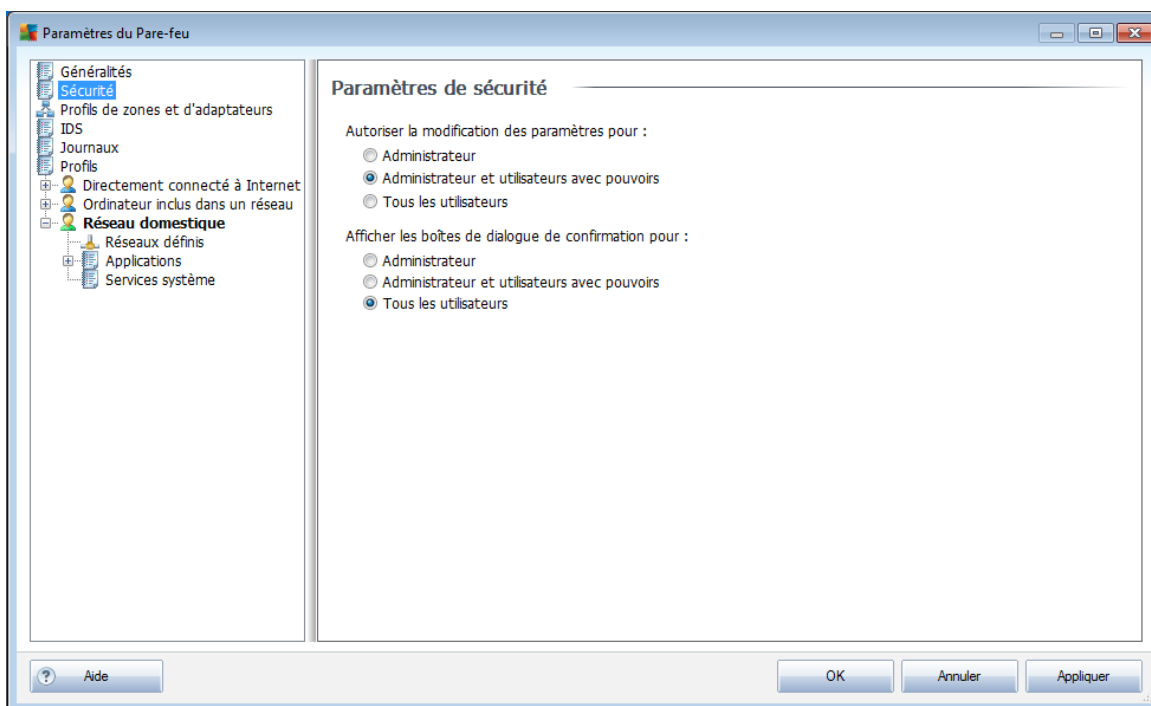 Paramètres du Pare-feu
Généralités
Sécurité
Profils de zones et d'adaptateurs
IDS
Journaux
Profils
Directement connecté à Internet
Ordinateur inclus dans un réseau
Réseau domestique
Réseaux définis
Applications
Services système
Paramètres de sécurité
Autoriser la modification des paramètres pour :
Administrateur
Administrateur et utilisateurs avec pouvoirs
Tous les utilisateurs
Afficher les boîtes de dialogue de confirmation pour :
Administrateur
Administrateur et utilisateurs avec pouvoirs
Tous les utilisateurs
? Aide
OK
Annuler
Appliquer